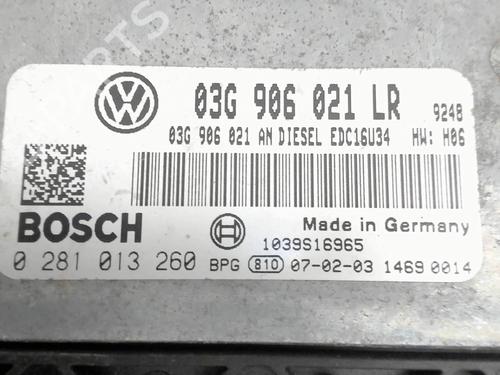 03G 906 021 LR 9248
03G 906 021 AN DIESEL EDC16U34 HW: H06
BOSCH
Made in Germany
1039S16965
0 281 013 260 BPG 810 07-02-03 1469 0014